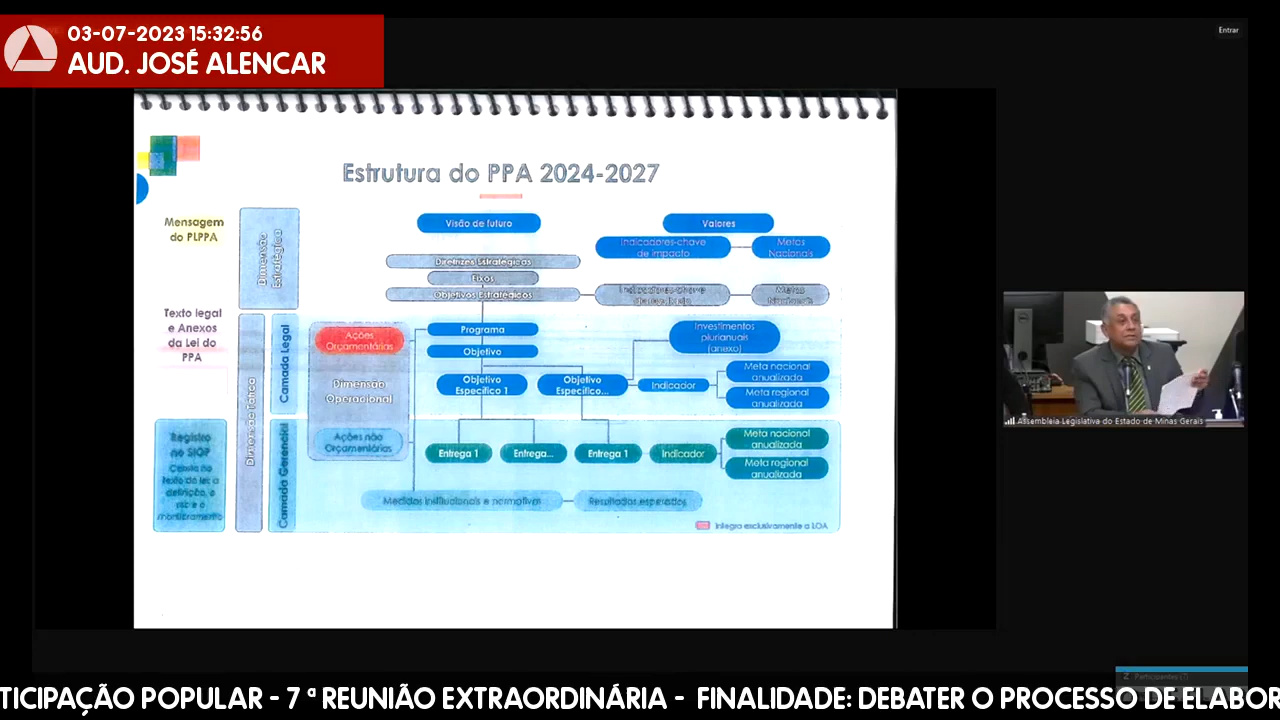 03-07-2023 15:32:56
AUD. JOSÉ ALENCAR
Entrar
Estrutura do PPA 2024-2027
Mensagem
do PLPPA
Dimensão
Estratégica
Visão de futuro
Valores
Indicadores-chave
de impacto
Metas
Nacionais
Diretrizes Estratégicas
Eixos
Objetivos Estratégicos
Indicadores-chave
Metas
Nacionais
Texto legal
e Anexos
da Lei do
PPA
Dimensão Tática
Camada Legal
Ações
Orçamentárias
Dimensão
Operacional
Ações não
Orçamentárias
Programa
Objetivo
Objetivo
Específico 1
Objetivo
Específico...
Investimentos
plurianuais
(anexo)
Indicador
Meta nacional
anualizada
Meta regional
anualizada
Registro
no SIOP
Camada Gerencial
Entrega 1
Entrega...
Entrega 1
Indicador
Meta nacional
anualizada
Meta regional
anualizada
Medidas institucionais e normativas
Resultados esperados
Integra exclusivamente a LOA
Assembleia Legislativa do Estado de Minas Gerais
TICIPAÇÃO POPULAR - 7 ª REUNIÃO EXTRAORDINÁRIA - FINALIDADE: DEBATER O PROCESSO DE ELABOR